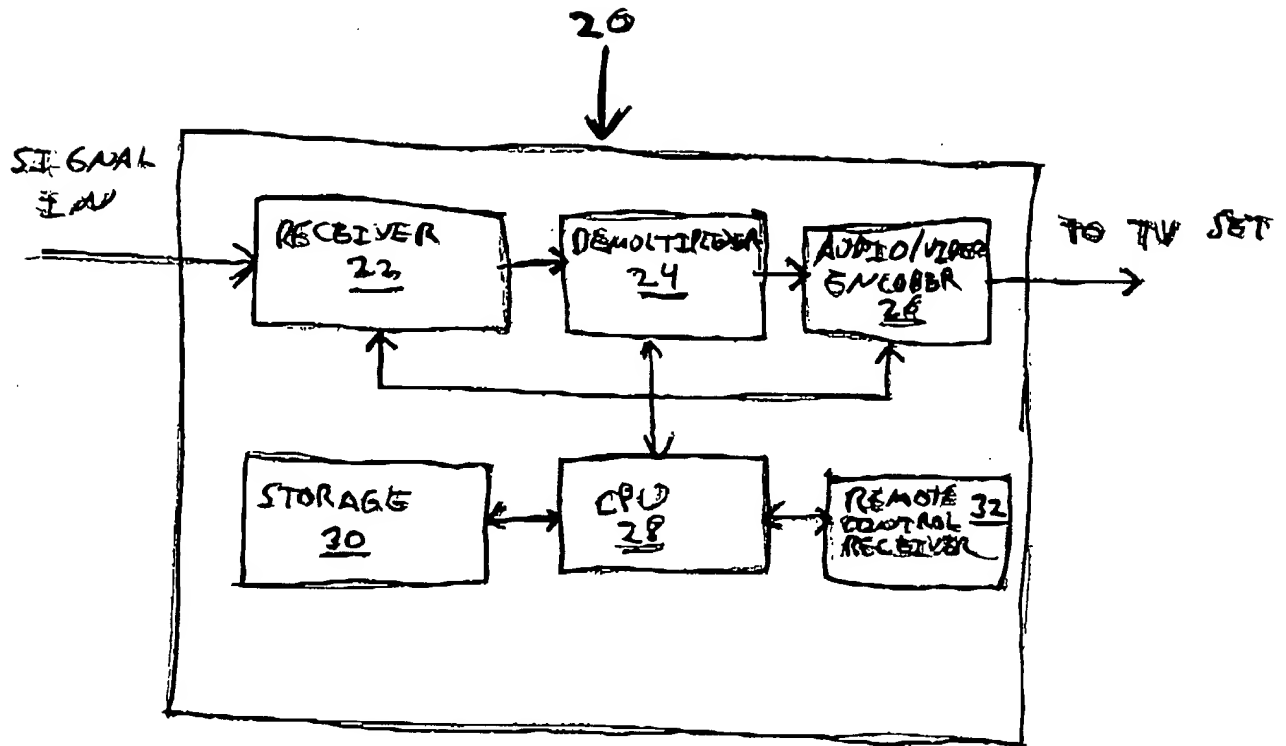 20
SIGNAL
IN
RECEIVER
22
DEMULTIPLEXER
24
AUDIO/VIDEO
ENCODER
26
TO TV SET
STORAGE
30
CPU
28
REMOTE 32
CONTROL
RECEIVER